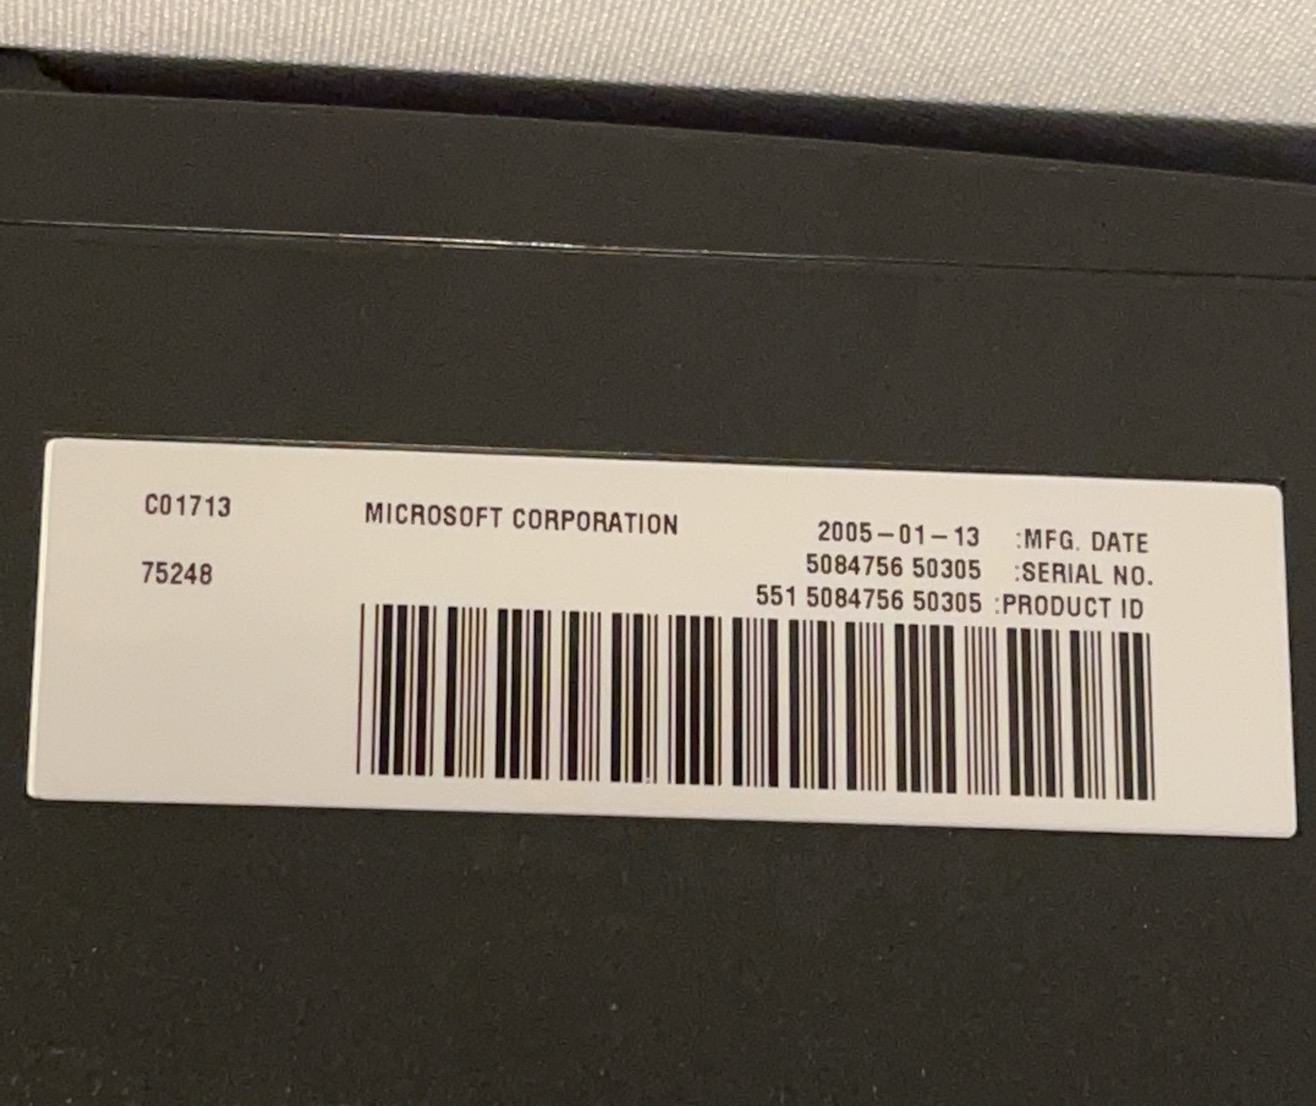 C01713
75248
MICROSOFT CORPORATION
2005-01-13 :MFG. DATE
5084756 50305 :SERIAL NO.
551 5084756 50305 :PRODUCT ID